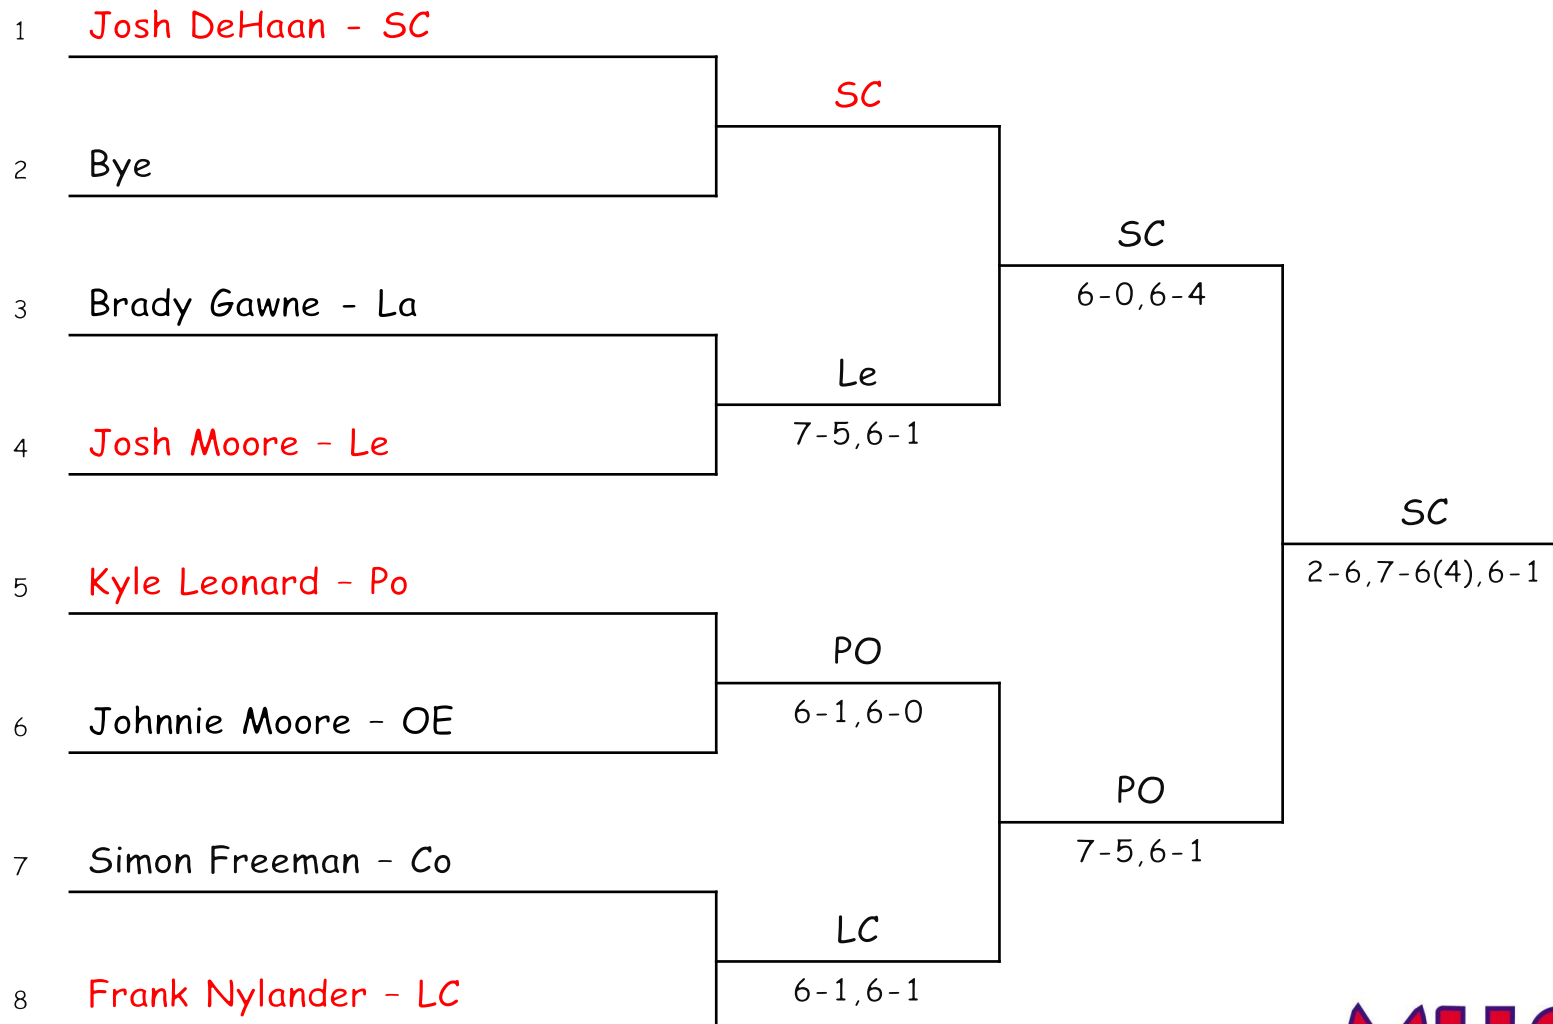 1 Josh DeHaan - SC
SC
2 Bye
SC
6-0,6-4
3 Brady Gawne - La
Le
7-5,6-1
4 Josh Moore - Le
SC
2-6,7-6(4),6-1
5 Kyle Leonard - Po
PO
6-1,6-0
6 Johnnie Moore - OE
PO
7-5,6-1
7 Simon Freeman - Co
LC
6-1,6-1
8 Frank Nylander - LC